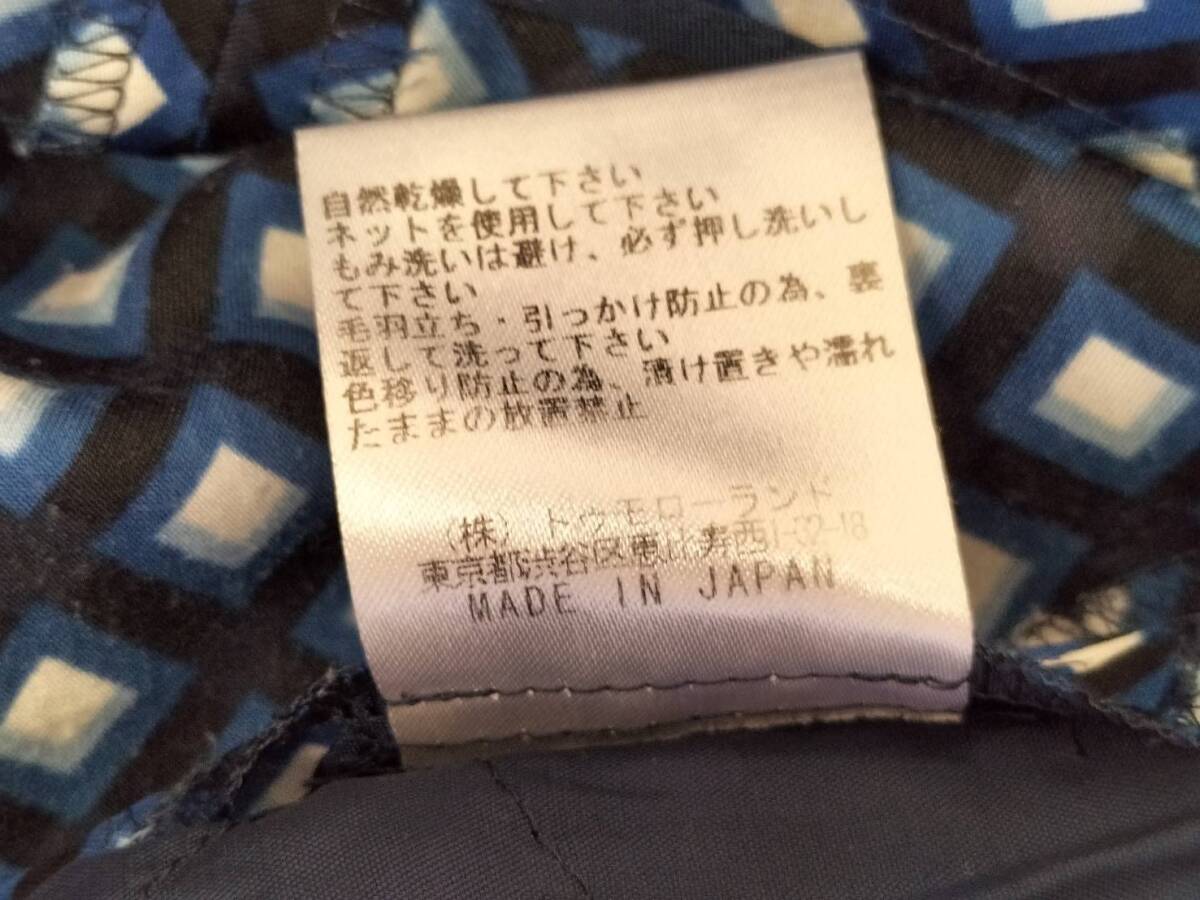 自然乾燥して下さい
ネットを使用して下さい
もみ洗いは避け、必ず押し洗いし
て下さい
毛羽立ち・引っかけ防止の為、裏
返して洗って下さい
色移り防止の為、漬け置きや濡れ
たままの放置禁止
(株) トゥモローランド
東京都渋谷区恵比寿西1-32-18
MADE IN JAPAN